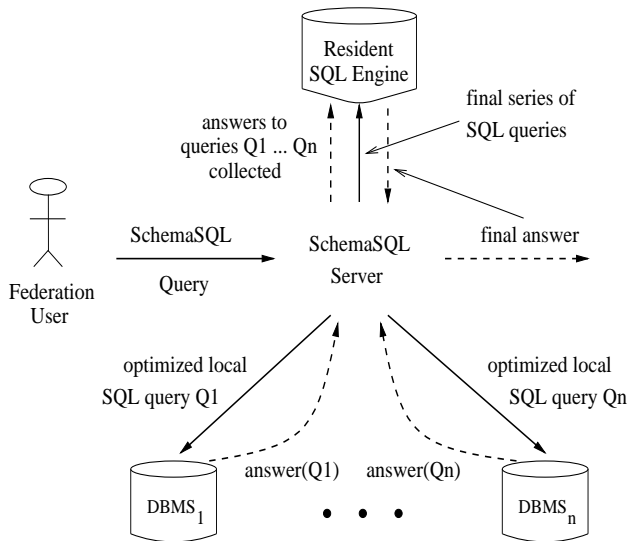 Resident
SQL Engine
final series of
SQL queries
answers to
queries Q1 ... Qn
collected
SchemaSQL
Query
SchemaSQL
Server
final answer
Federation
User
optimized local
SQL query Q1
optimized local
SQL query Qn
answer(Q1)
answer(Qn)
DBMS1
• • •
DBMSn